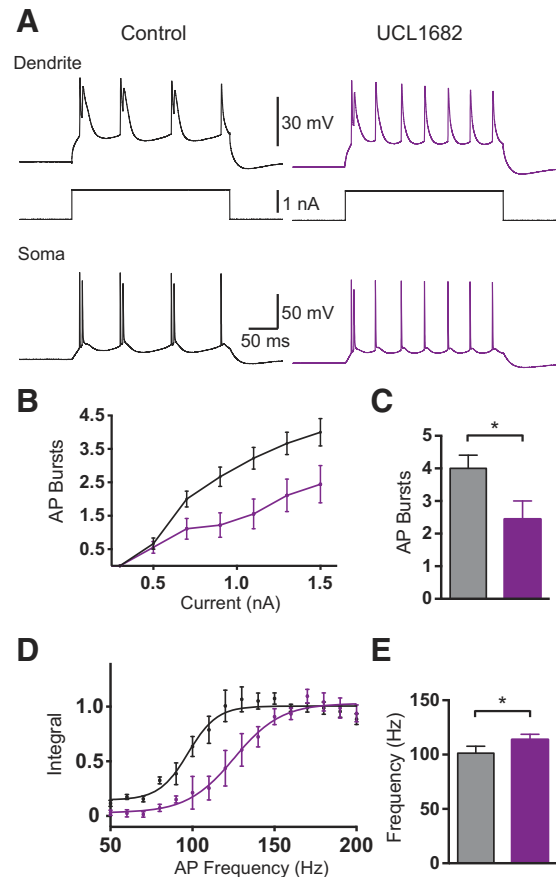 A
Control
UCL1682
Dendrite
30 mV
1 nA
Soma
50 mV
50 ms
B
4.5
3.5
2.5
1.5
0.5
AP Bursts
0.5
1.0
1.5
Current (nA)
C
*
5
4
3
2
1
0
AP Bursts
D
1.0
0.5
0
Integral
50
100
150
200
AP Frequency (Hz)
E
*
150
100
50
0
Frequency (Hz)